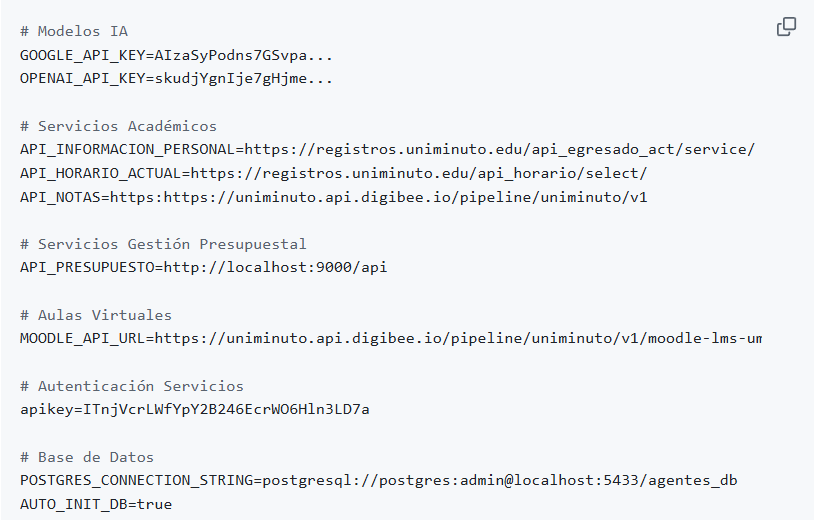 # Modelos IA
GOOGLE_API_KEY=AIzaSyPodns7GSvpa...
OPENAI_API_KEY=skudjYgnIje7gHjme...
# Servicios Académicos
API_INFORMACION_PERSONAL=https://registros.uniminuto.edu/api_egresado_act/service/
API_HORARIO_ACTUAL=https://registros.uniminuto.edu/api_horario/select/
API_NOTAS=https:https://uniminuto.api.digibee.io/pipeline/uniminuto/v1
# Servicios Gestión Presupuestal
API_PRESUPUESTO=http://localhost:9000/api
# Aulas Virtuales
MOODLE_API_URL=https://uniminuto.api.digibee.io/pipeline/uniminuto/v1/moodle-lms-um
# Autenticación Servicios
apikey=ITnjVcrLWfYpY2B246EcrWO6Hln3LD7a
# Base de Datos
POSTGRES_CONNECTION_STRING=postgresql://postgres:admin@localhost:5433/agentes_db
AUTO_INIT_DB=true